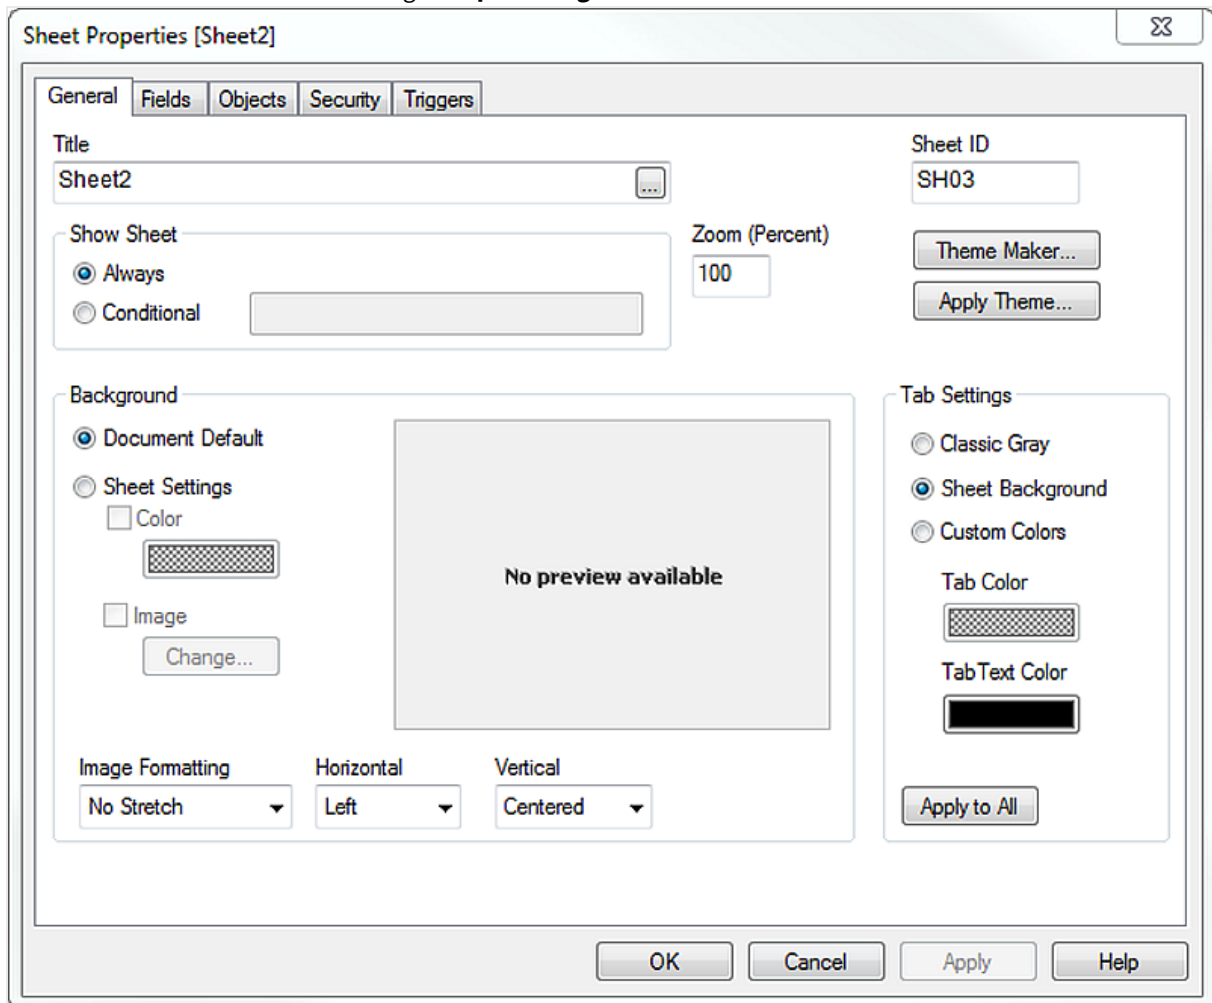 Sheet Properties [Sheet2]
General Fields Objects Security Triggers
Title
Sheet ID
Sheet2
...
SH03
Show Sheet
Always
Conditional
Zoom (Percent)
100
Theme Maker...
Apply Theme...
Background
Document Default
Sheet Settings
Color
Image
Change...
No preview available
Image Formatting
Horizontal
Vertical
No Stretch
Left
Centered
Tab Settings
Classic Gray
Sheet Background
Custom Colors
Tab Color
Tab Text Color
Apply to All
OK
Cancel
Apply
Help